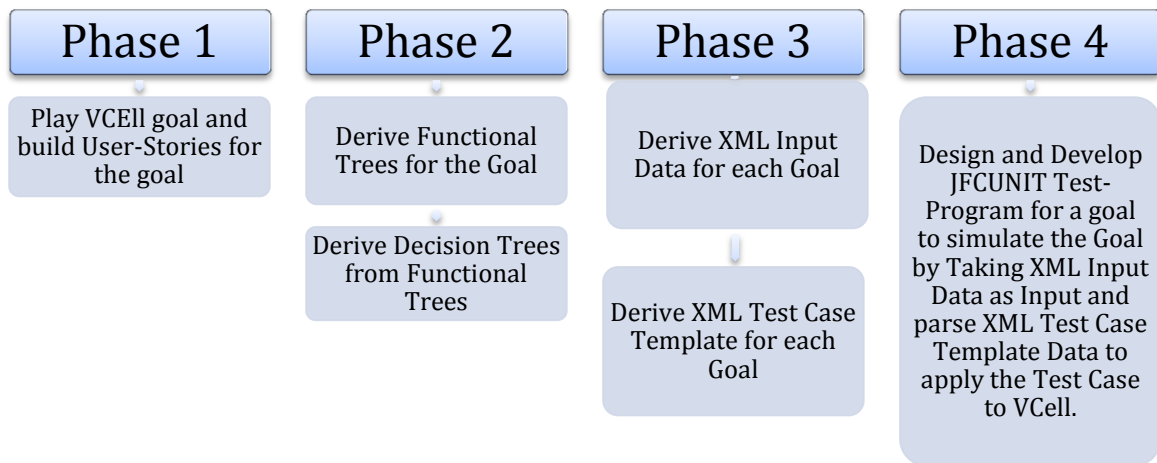 Phase 1
Play VCEll goal and
build User-Stories for
the goal
Phase 2
Derive Functional
Trees for the Goal
Derive Decision Trees
from Functional
Trees
Phase 3
Derive XML Input
Data for each Goal
Derive XML Test Case
Template for each
Goal
Phase 4
Design and Develop
JFCUNIT Test-
Program for a goal
to simulate the Goal
by Taking XML Input
Data as Input and
parse XML Test Case
Template Data to
apply the Test Case
to VCell.